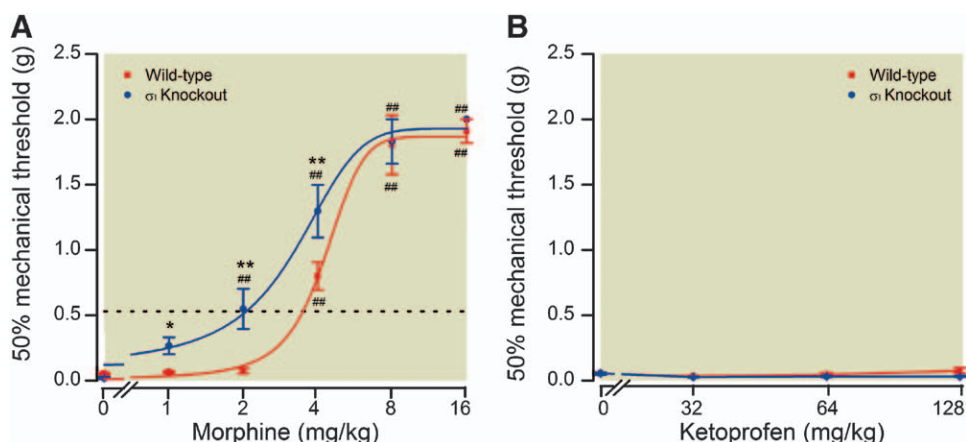 A
50% mechanical threshold (g)
2.5
2.0
1.5
1.0
0.5
0.0
Wild-type
σ1 Knockout
*
**
##
**
##
##
##
##
##
##
0 1 2 4 8 16
Morphine (mg/kg)
B
50% mechanical threshold (g)
2.5
2.0
1.5
1.0
0.5
0.0
Wild-type
σ1 Knockout
0 32 64 128
Ketoprofen (mg/kg)